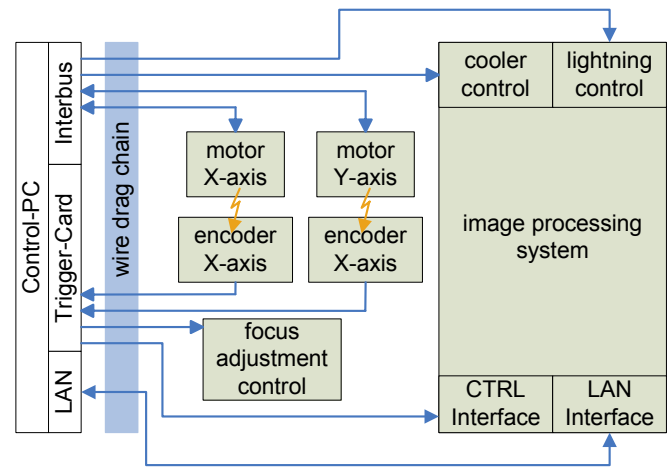 Control-PC
Interbus
Trigger-Card
LAN
wire drag chain
motor
X-axis
motor
Y-axis
encoder
X-axis
encoder
X-axis
focus
adjustment
control
cooler
control
lightning
control
image processing
system
CTRL
Interface
LAN
Interface